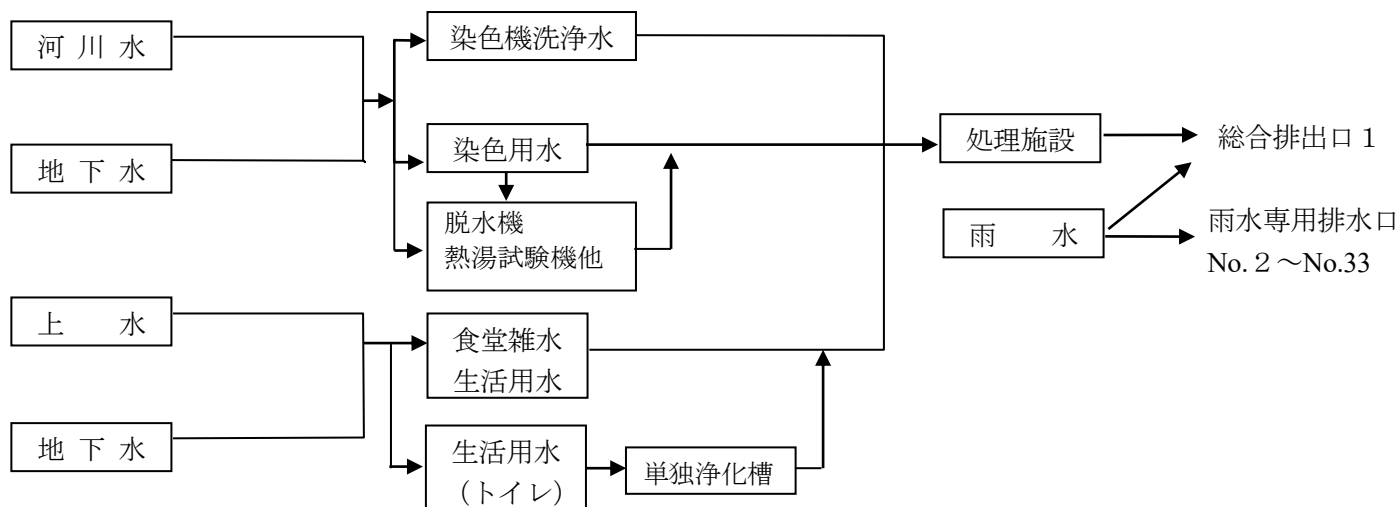 河 川 水
地 下 水
上　　水
地 下 水
染色機洗浄水
染色用水
脱水機
熱湯試験機他
食堂雑水
生活用水
生活用水
（トイレ）
単独浄化槽
処理施設
雨　　水
総合排出口１
雨水専用排水口
No.２～No.33